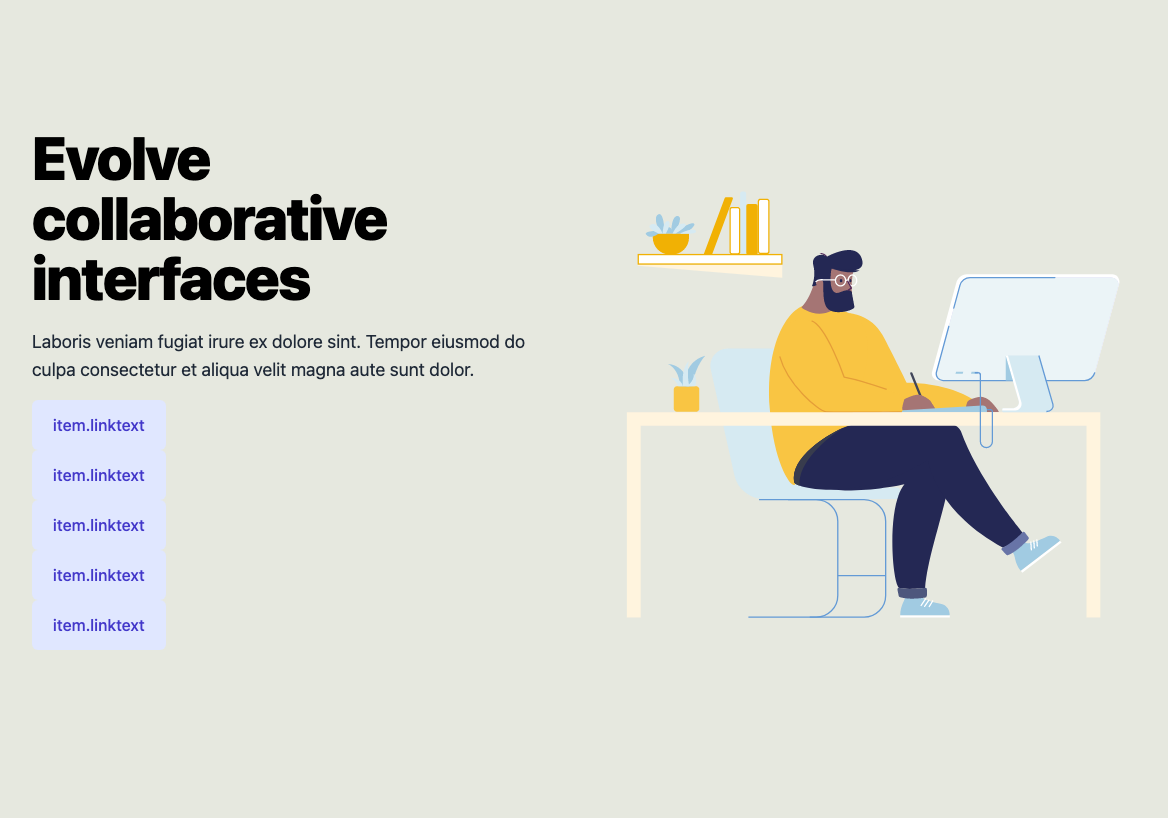 Evolve
collaborative
interfaces
Laboris veniam fugiat irure ex dolore sint. Tempor eiusmod do
culpa consectetur et aliqua velit magna aute sunt dolor.
item.linktext
item.linktext
item.linktext
item.linktext
item.linktext